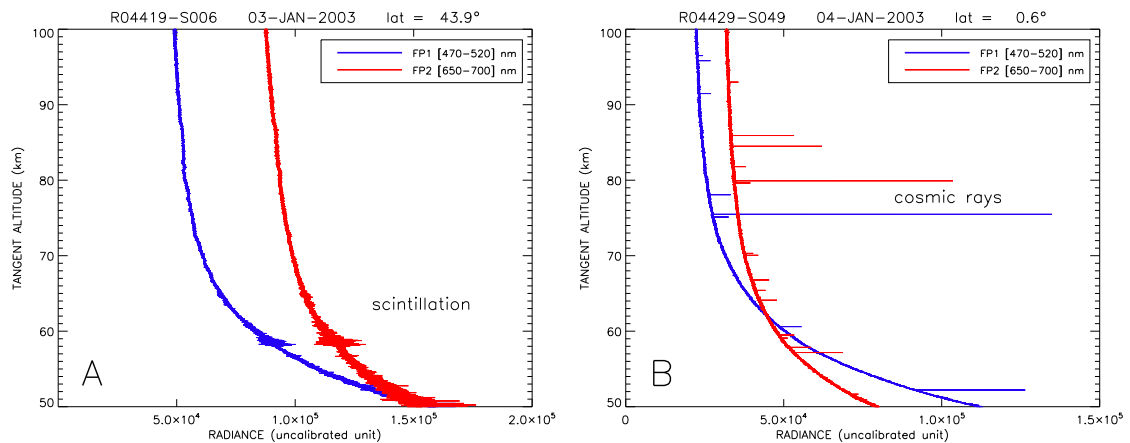 R04419-S006 03-JAN-2003 lat = 43.9°
FP1 [470-520] nm
FP2 [650-700] nm
scintillation
A
100
90
80
70
60
50
TANGENT ALTITUDE (km)
5.0×10⁴ 1.0×10⁵ 1.5×10⁵ 2.0×10⁵
RADIANCE (uncalibrated unit)
R04429-S049 04-JAN-2003 lat = 0.6°
FP1 [470-520] nm
FP2 [650-700] nm
cosmic rays
B
100
90
80
70
60
50
TANGENT ALTITUDE (km)
0 5.0×10⁴ 1.0×10⁵ 1.5×10⁵
RADIANCE (uncalibrated unit)